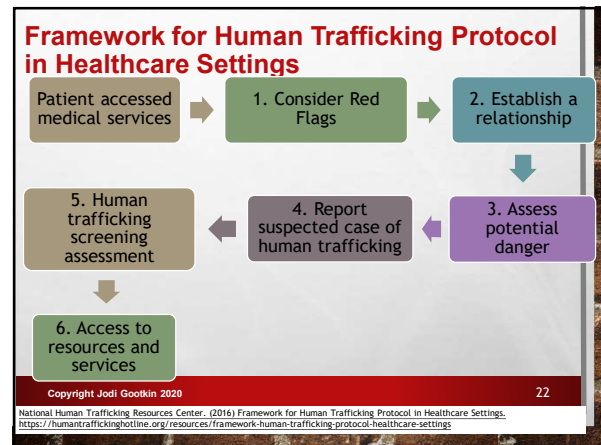 Framework for Human Trafficking Protocol
in Healthcare Settings
Patient accessed
medical services
1. Consider Red
Flags
2. Establish a
relationship
3. Assess
potential
danger
4. Report
suspected case of
human trafficking
5. Human
trafficking
screening
assessment
6. Access to
resources and
services
Copyright Jodi Gootkin 2020
22
National Human Trafficking Resources Center. (2016) Framework for Human Trafficking Protocol in Healthcare Settings.
https://humantraffickinghotline.org/resources/framework-human-trafficking-protocol-healthcare-settings